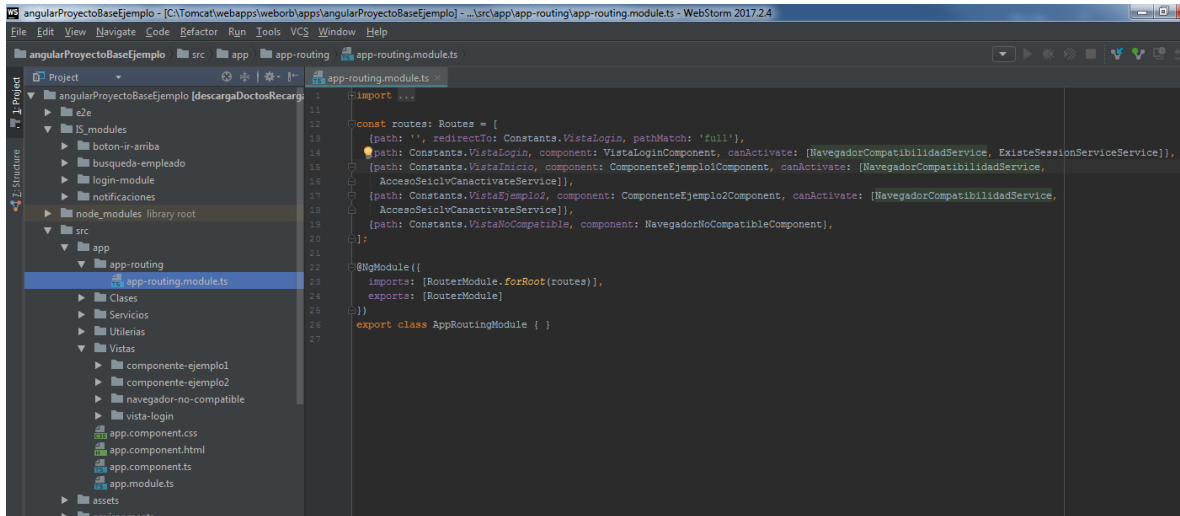 WS angularProyectoBaseEjemplo - [C:\Tomcat\webapps\weborb\apps\angularProyectoBaseEjemplo] - ...\src\app\app-routing\app-routing.module.ts - WebStorm 2017.2.4
File Edit View Navigate Code Refactor Run Tools VCS Window Help
angularProyectoBaseEjemplo src app app-routing app-routing.module.ts
1: Project
Z: Structure
Project
angularProyectoBaseEjemplo [descargaDoctosRecarga
e2e
IS_modules
boton-ir-arriba
busqueda-empleado
login-module
notificaciones
node_modules library root
src
app
app-routing
app-routing.module.ts
Clases
Servicios
Utilerias
Vistas
componente-ejemplo1
componente-ejemplo2
navegador-no-compatible
vista-login
app.component.css
app.component.html
app.component.ts
app.module.ts
assets
app-routing.module.ts
1 import ...
11
12 const routes: Routes = [
13 {path: '', redirectTo: Constants.VistaLogin, pathMatch: 'full'},
14 {path: Constants.VistaLogin, component: VistaLoginComponent, canActivate: [NavegadorCompatibilidadService, ExisteSessionServiceService]},
15 {path: Constants.VistaInicio, component: ComponenteEjemplo1Component, canActivate: [NavegadorCompatibilidadService,
16 AccesoSeiclvCanactivateService]},
17 {path: Constants.VistaEjemplo2, component: ComponenteEjemplo2Component, canActivate: [NavegadorCompatibilidadService,
18 AccesoSeiclvCanactivateService]},
19 {path: Constants.VistaNoCompatible, component: NavegadorNoCompatibleComponent},
20 ];
21
22 @NgModule({
23 imports: [RouterModule.forRoot(routes)],
24 exports: [RouterModule]
25 })
26 export class AppRoutingModule { }
27